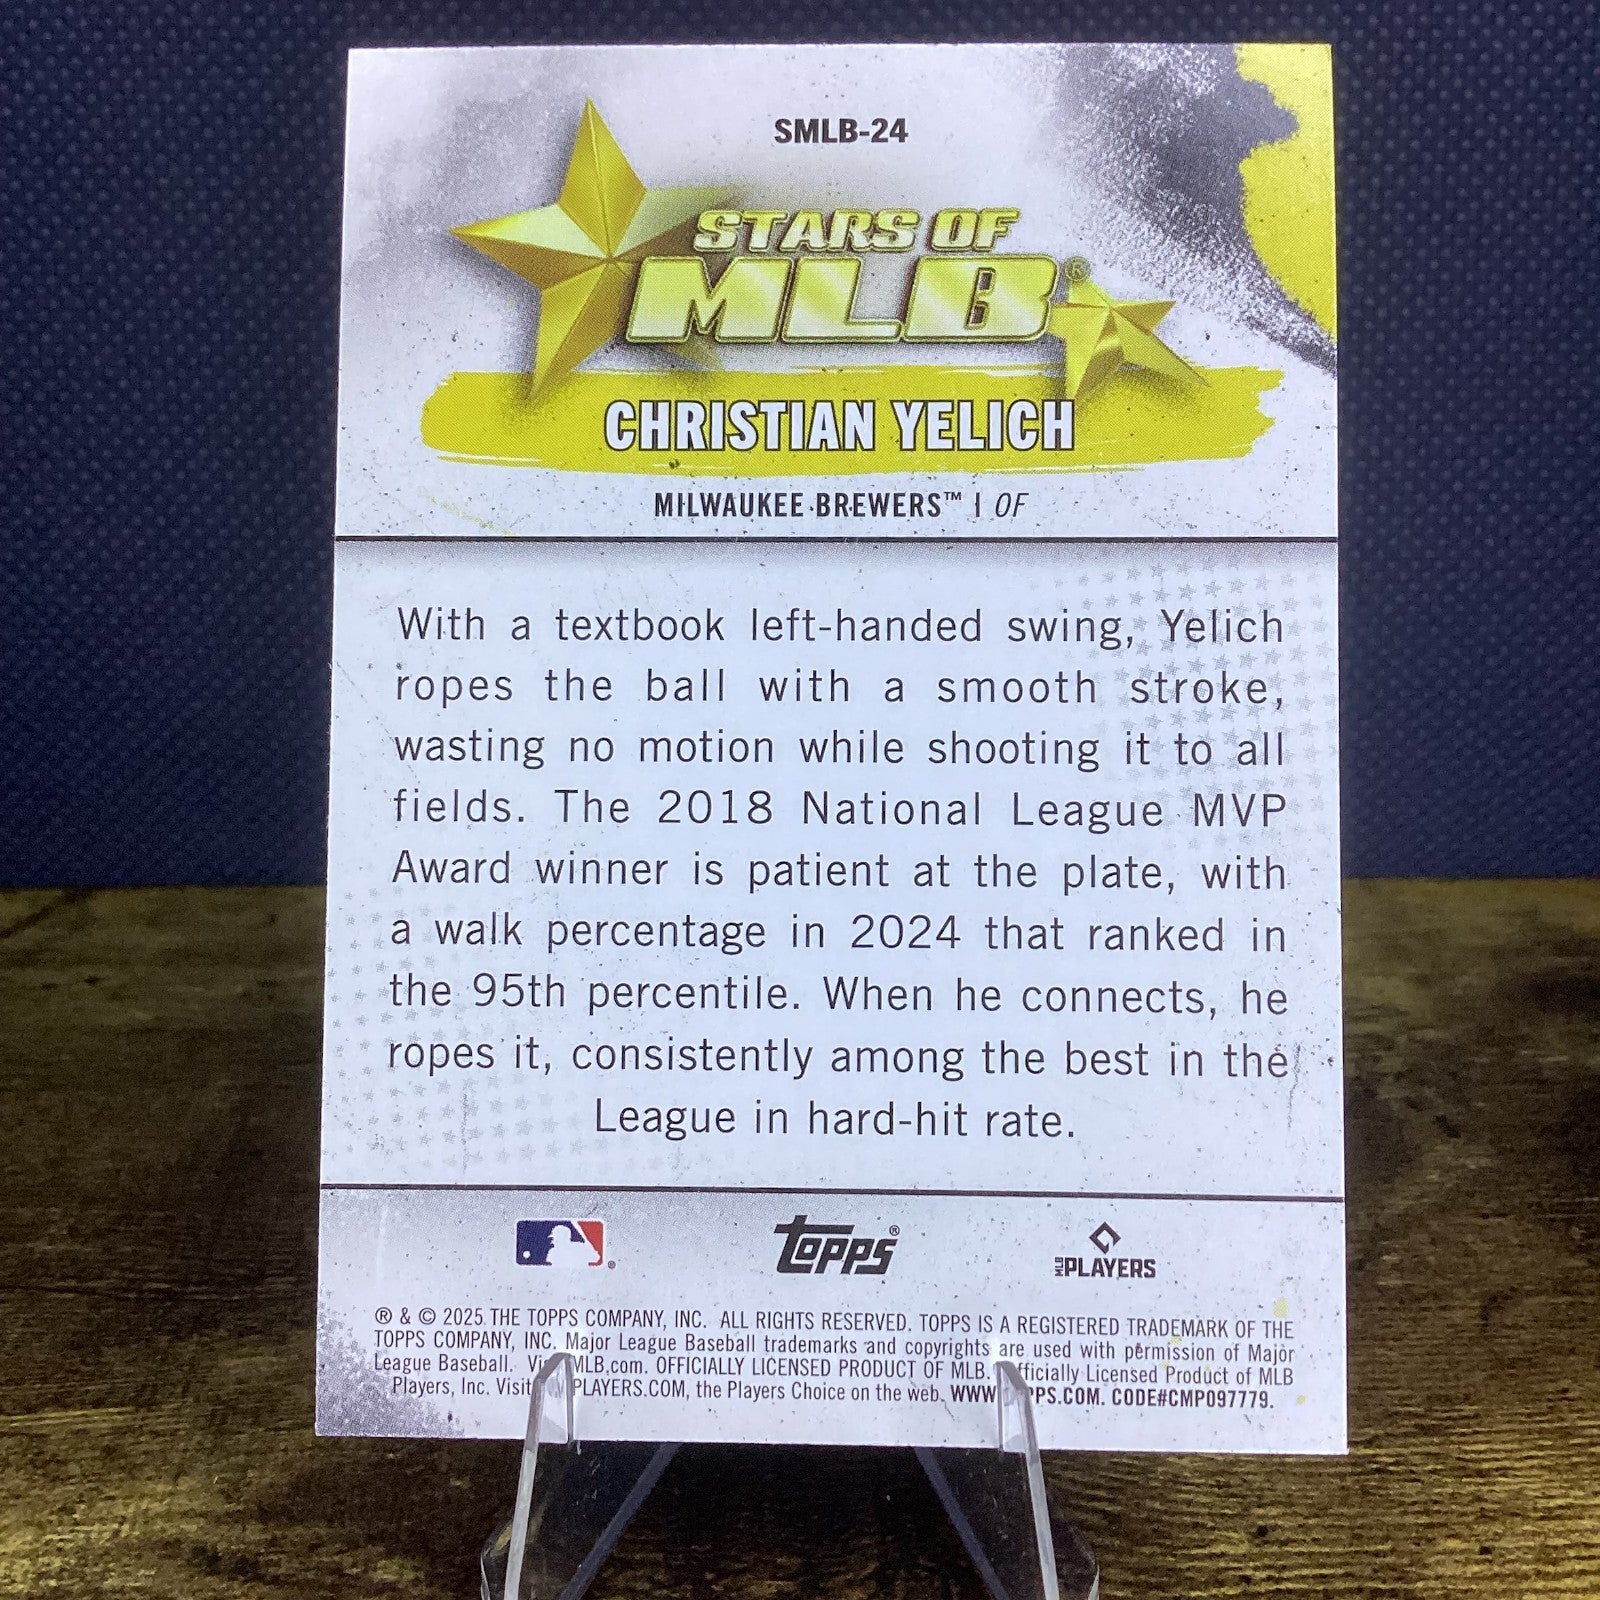 SMLB-24
STARS OF
MLB®
CHRISTIAN YELICH
MILWAUKEE BREWERS™ | OF
With a textbook left-handed swing, Yelich
ropes the ball with a smooth stroke,
wasting no motion while shooting it to all
fields. The 2018 National League MVP
Award winner is patient at the plate, with
a walk percentage in 2024 that ranked in
the 95th percentile. When he connects, he
ropes it, consistently among the best in the
League in hard-hit rate.
topps® MLB PLAYERS
® & © 2025 THE TOPPS COMPANY, INC. ALL RIGHTS RESERVED. TOPPS IS A REGISTERED TRADEMARK OF THE
TOPPS COMPANY, INC. Major League Baseball trademarks and copyrights are used with permission of Major
League Baseball. MLB.com. OFFICIALLY LICENSED PRODUCT OF MLB. fficially Licensed Product of MLB
Players, Inc. Visit PLAYERS.COM, the Players Choice on the web. WWW PS.COM. CODE#CMP097779.